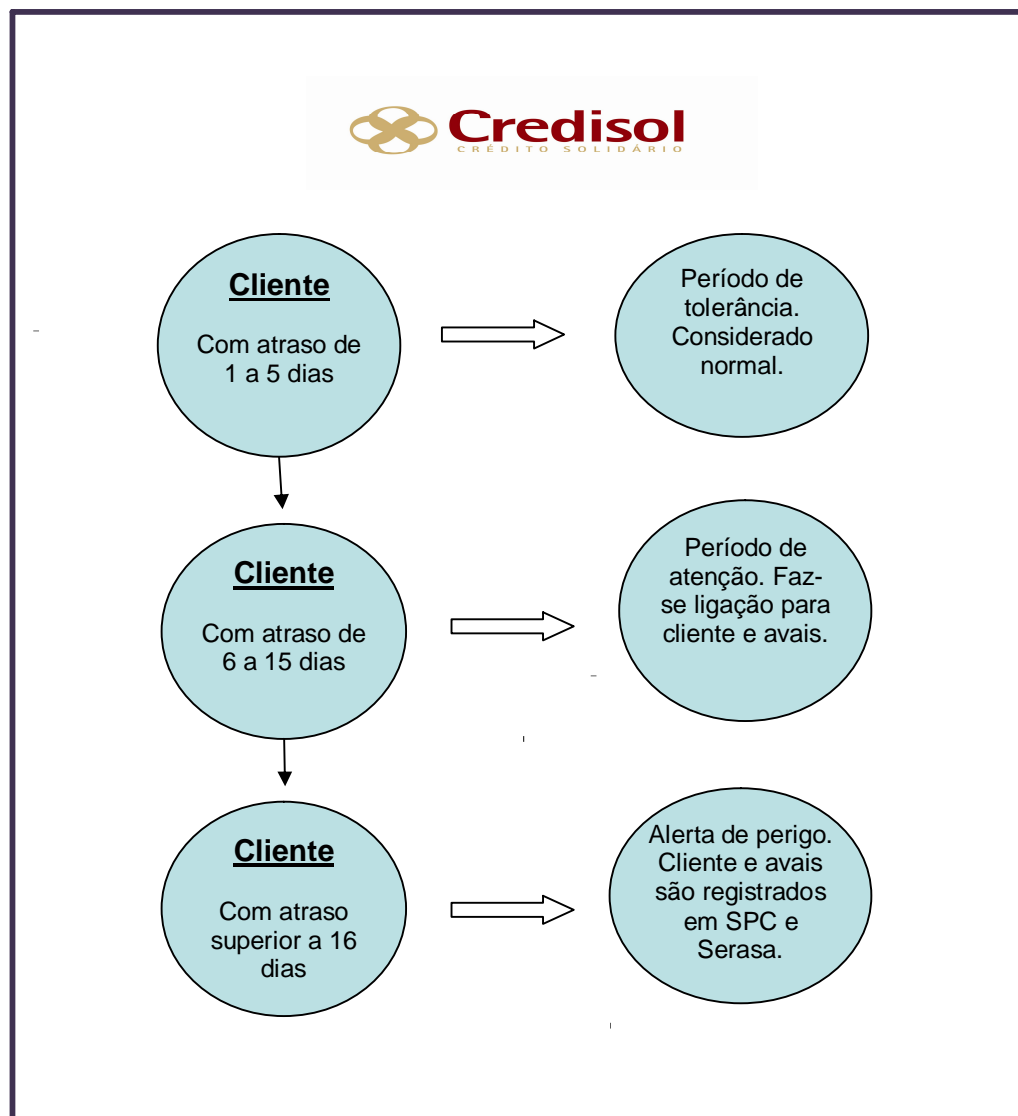 Credisol
CRÉDITO SOLIDÁRIO
Cliente
Com atraso de
1 a 5 dias
Período de
tolerância.
Considerado
normal.
Cliente
Com atraso de
6 a 15 dias
Período de
atenção. Faz-
se ligação para
cliente e avais.
Cliente
Com atraso
superior a 16
dias
Alerta de perigo.
Cliente e avais
são registrados
em SPC e
Serasa.